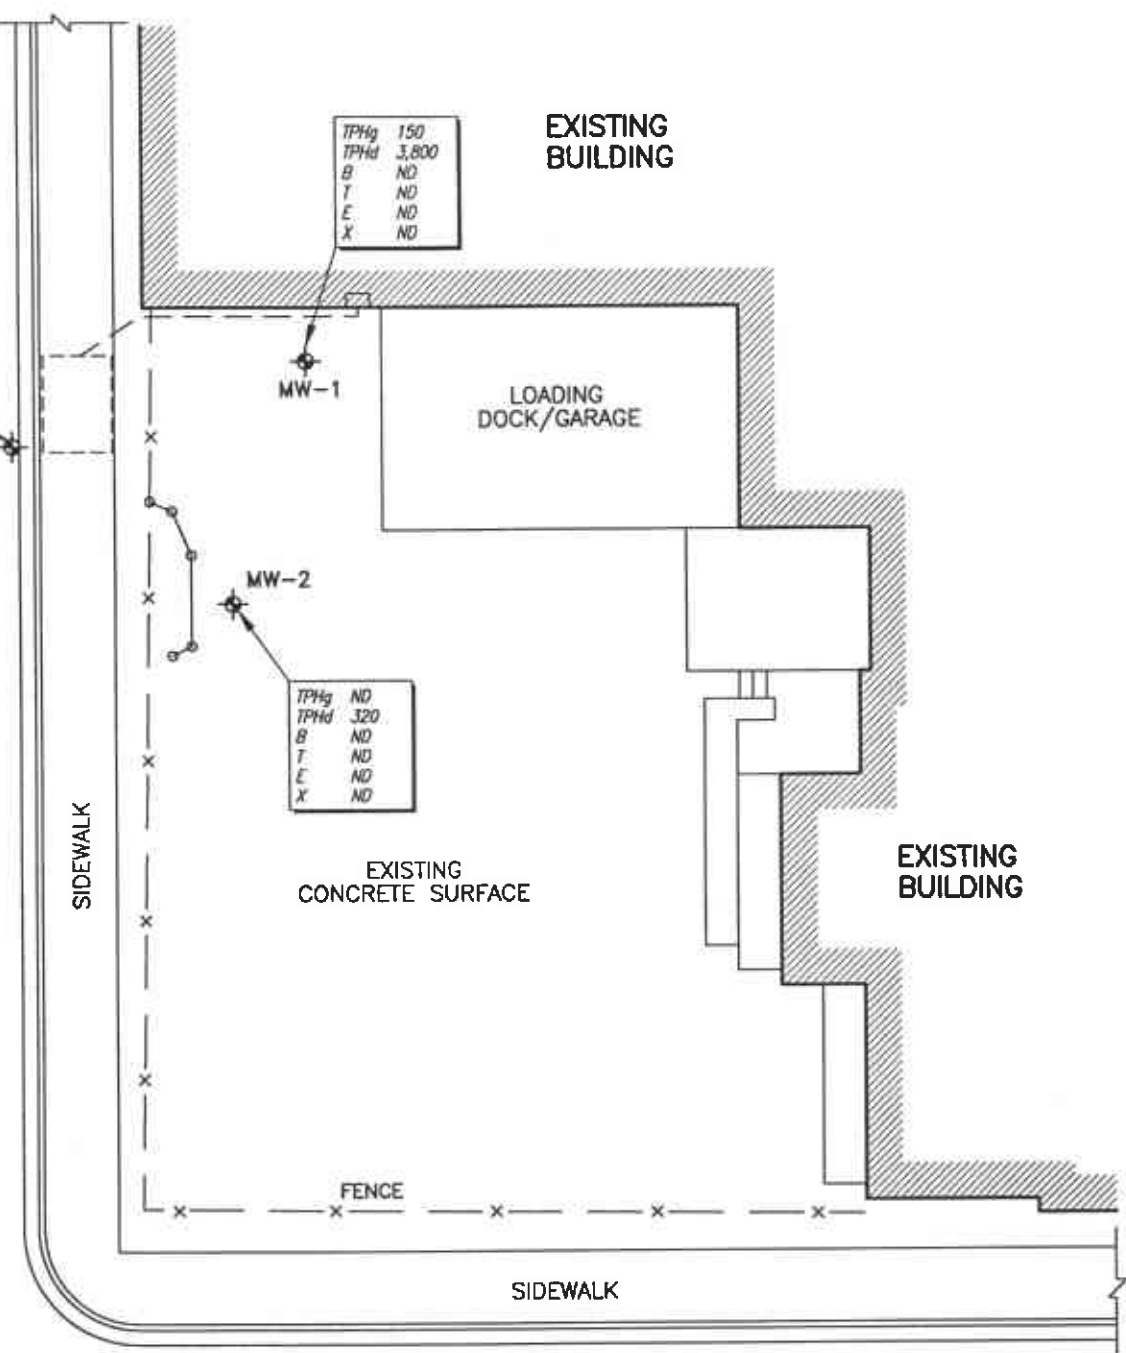 EXISTING
BUILDING
TPHg 150
TPHd 3,800
B ND
T ND
E ND
X ND
MW-1
LOADING
DOCK/GARAGE
MW-2
TPHg ND
TPHd 320
B ND
T ND
E ND
X ND
SIDEWALK
EXISTING
CONCRETE SURFACE
EXISTING
BUILDING
FENCE
SIDEWALK